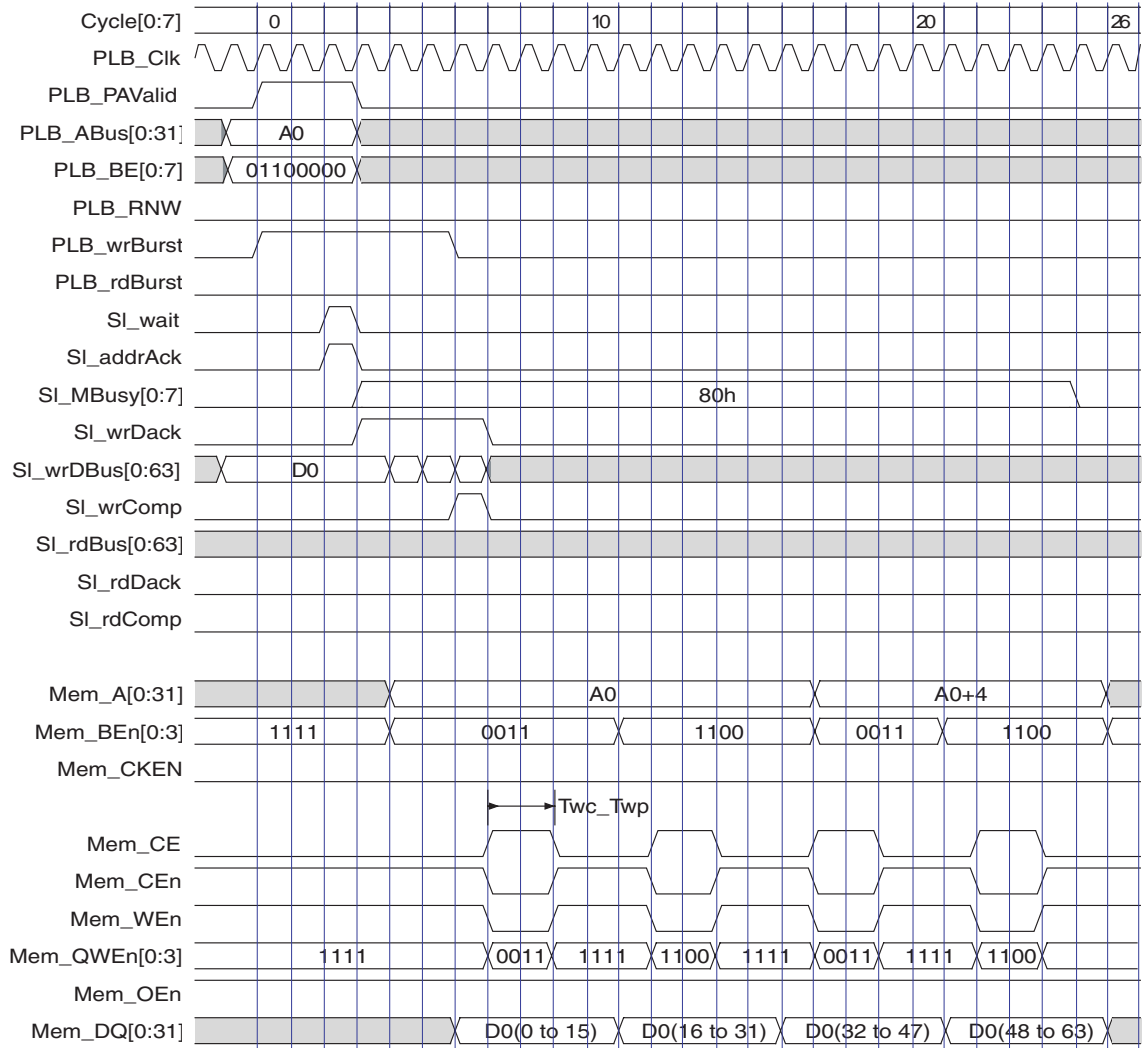 Cycle[0:7] 0 10 20 26
PLB_Clk
PLB_PAValid
PLB_ABus[0:31] A0
PLB_BE[0:7] 01100000
PLB_RNW
PLB_wrBurst
PLB_rdBurst
Sl_wait
Sl_addrAck
Sl_MBusy[0:7] 80h
Sl_wrDack
Sl_wrDBus[0:63] D0
Sl_wrComp
Sl_rdBus[0:63]
Sl_rdDack
Sl_rdComp
Mem_A[0:31] A0 A0+4
Mem_BEn[0:3] 1111 0011 1100 0011 1100
Mem_CKEN
Twc_Twp
Mem_CE
Mem_CEn
Mem_WEn
Mem_QWEn[0:3] 1111 0011 1111 1100 1111 0011 1111 1100
Mem_OEn
Mem_DQ[0:31] D0(0 to 15) D0(16 to 31) D0(32 to 47) D0(48 to 63)